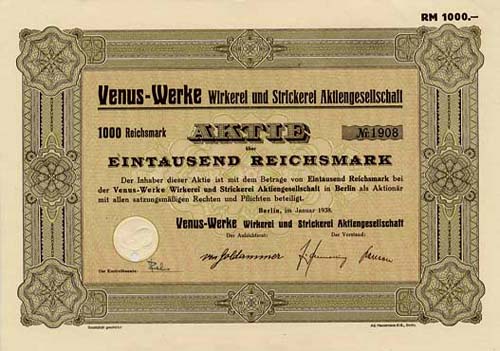 RM 1000.—
Venus-Werke Wirkerei und Strickerei Aktiengesellschaft
1000 Reichsmark AKTIE № 1908
über
EINTAUSEND REICHSMARK
Der Inhaber dieser Aktie ist mit dem Betrage von Eintausend Reichsmark bei
der Venus-Werke Wirkerei und Strickerei Aktiengesellschaft in Berlin als Aktionär
mit allen satzungsmäßigen Rechten und Pflichten beteiligt.
Berlin, im Januar 1938.
Venus-Werke Wirkerei und Strickerei Aktiengesellschaft
Der Aufsichtsrat: Der Vorstand:
Der Kontrollbeamte: